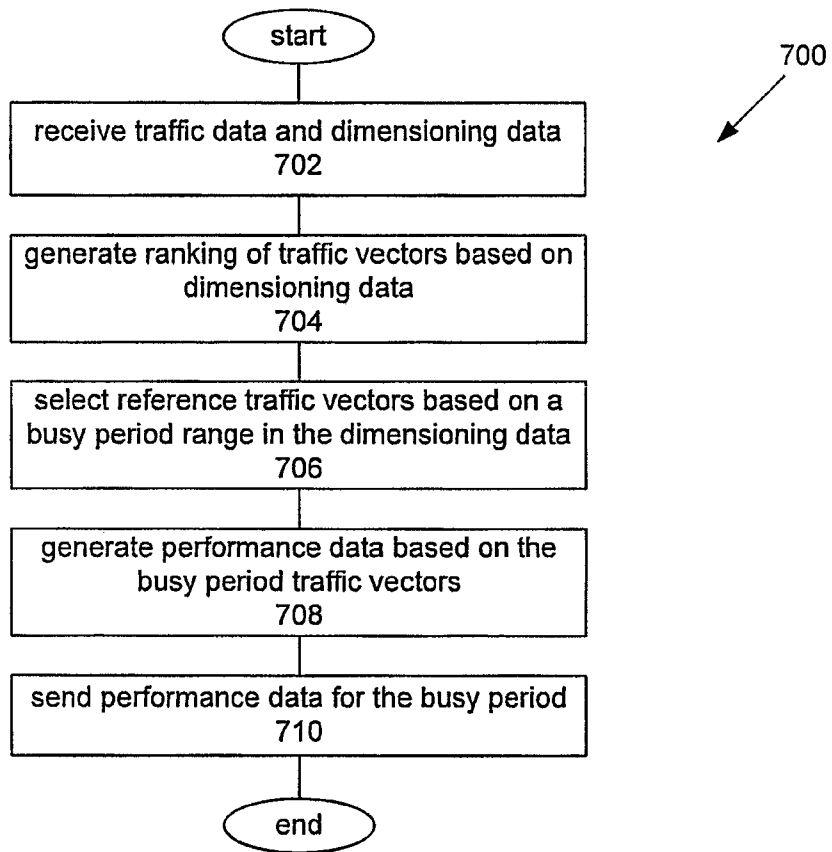 start
700
receive traffic data and dimensioning data
702
generate ranking of traffic vectors based on
dimensioning data
704
select reference traffic vectors based on a
busy period range in the dimensioning data
706
generate performance data based on the
busy period traffic vectors
708
send performance data for the busy period
710
end